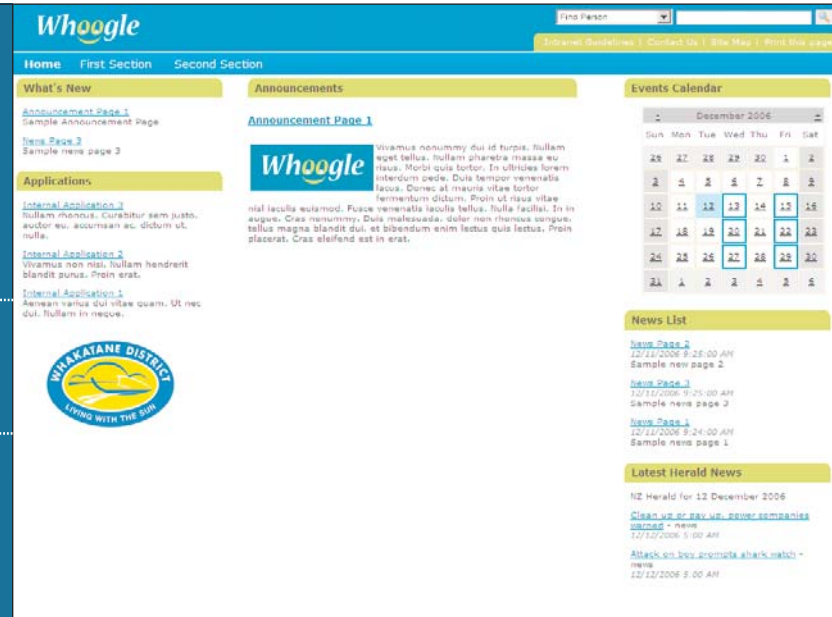 Whoogle
Find Person
Intranet Guidelines | Contact Us | Site Map | Print this page
Home First Section Second Section
What's New
Announcement Page 1
Sample Announcement Page
News Page 3
Sample news page 3
Applications
Internal Application 3
Nullam rhoncus. Curabitur sem justo,
auctor eu, accumsan ac, dictum ut,
nulla.
Internal Application 2
Vivamus non nisi. Nullam hendrerit
blandit purus. Proin erat.
Internal Application 1
Aenean varius dui vitae quam. Ut nec
dui. Nullam in neque.
WHAKATANE DISTRICT
LIVING WITH THE SUN
Announcements
Announcement Page 1
Whoogle
Vivamus nonummy dui id turpis. Nullam
eget tellus. Nullam pharetra massa eu
risus. Morbi quis tortor. In ultricies lorem
interdum pede. Duis tempor venenatis
lacus. Donec at mauris vitae tortor
fermentum dictum. Proin ut risus vitae
nisl iaculis euismod. Fusce venenatis iaculis tellus. Nulla facilisi. In in
augue. Cras nonummy. Duis malesuada, dolor non rhoncus congue,
tellus magna blandit dui, et bibendum enim lectus quis lectus. Proin
placerat. Cras eleifend est in erat.
Events Calendar
December 2006
Sun Mon Tue Wed Thu Fri Sat
26 27 28 29 30 1 2
3 4 5 6 7 8 9
10 11 12 13 14 15 16
17 18 19 20 21 22 23
24 25 26 27 28 29 30
31 1 2 3 4 5 6
News List
News Page 2
12/11/2006 9:25:00 AM
Sample new page 2
News Page 3
12/11/2006 9:25:00 AM
Sample news page 3
News Page 1
12/11/2006 9:24:00 AM
Sample news page 1
Latest Herald News
NZ Herald for 12 December 2006
Clean up or pay up, power companies
warned - news
12/12/2006 5:00 AM
Attack on boy prompts shark watch -
news
12/12/2006 5:00 AM